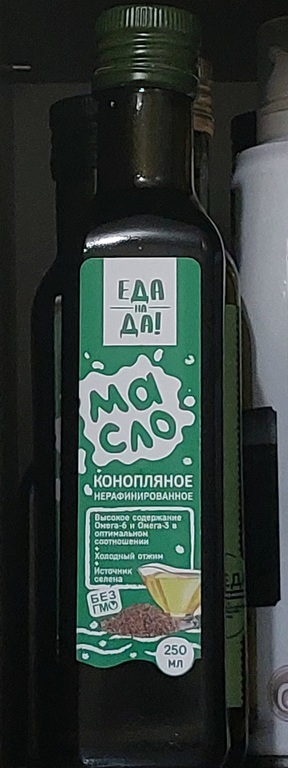 ЕДА
НА
ДА!
МА
СЛО
КОНОПЛЯНОЕ
НЕРАФИНИРОВАННОЕ
Высокое содержание
Омега-6 и Омега-3 в
оптимальном
соотношении
Холодный отжим
Источник
селена
БЕЗ
ГМО
250
МЛ